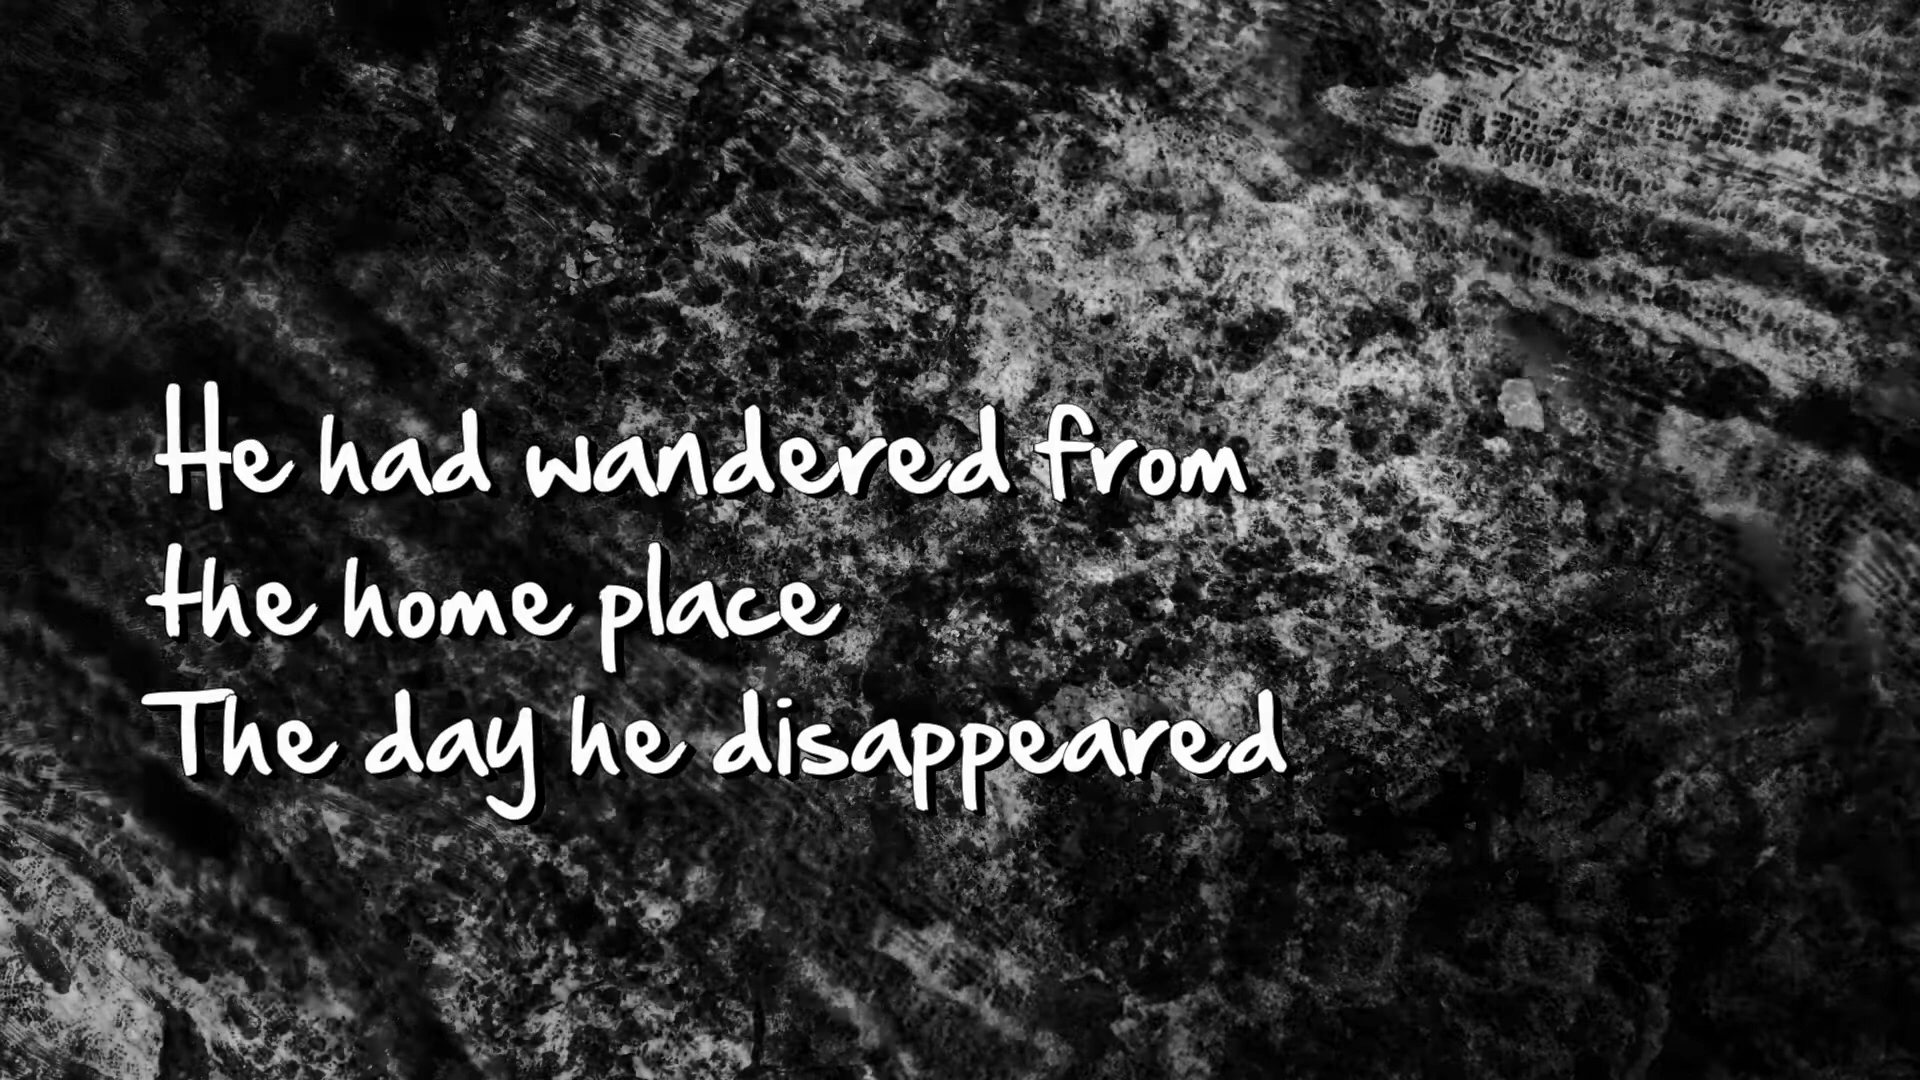 He had wandered from
the home place
The day he disappeared